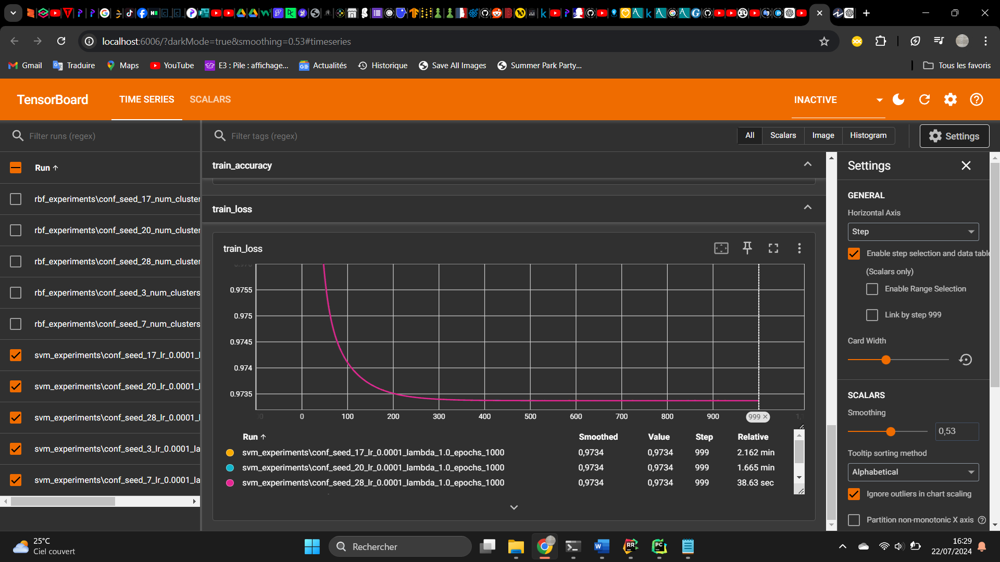 localhost:6006/?darkMode=true&smoothing=0.53#timeseries
Gmail Traduire Maps YouTube E3 : Pile : affichage... Actualités Historique Save All Images Summer Park Party... Tous les favoris
TensorBoard TIME SERIES SCALARS INACTIVE
Filter runs (regex) Filter tags (regex) All Scalars Image Histogram Settings
Run
rbf_experiments\conf_seed_17_num_cluster
rbf_experiments\conf_seed_20_num_cluster
rbf_experiments\conf_seed_28_num_cluster
rbf_experiments\conf_seed_3_num_clusters
rbf_experiments\conf_seed_7_num_clusters
svm_experiments\conf_seed_17_lr_0.0001_l
svm_experiments\conf_seed_20_lr_0.0001_l
svm_experiments\conf_seed_28_lr_0.0001_l
svm_experiments\conf_seed_3_lr_0.0001_la
svm_experiments\conf_seed_7_lr_0.0001_la
train_accuracy
train_loss
train_loss
0.9755
0.975
0.9745
0.974
0.9735
0 100 200 300 400 500 600 700 800 900 999
Run Smoothed Value Step Relative
svm_experiments\conf_seed_17_lr_0.0001_lambda_1.0_epochs_1000 0,9734 0,9734 999 2.162 min
svm_experiments\conf_seed_20_lr_0.0001_lambda_1.0_epochs_1000 0,9734 0,9734 999 1.665 min
svm_experiments\conf_seed_28_lr_0.0001_lambda_1.0_epochs_1000 0,9734 0,9734 999 38.63 sec
Settings
GENERAL
Horizontal Axis
Step
Enable step selection and data table
(Scalars only)
Enable Range Selection
Link by step 999
Card Width
SCALARS
Smoothing
0,53
Tooltip sorting method
Alphabetical
Ignore outliers in chart scaling
Partition non-monotonic X axis
25°C
Ciel couvert
Rechercher
16:29
22/07/2024